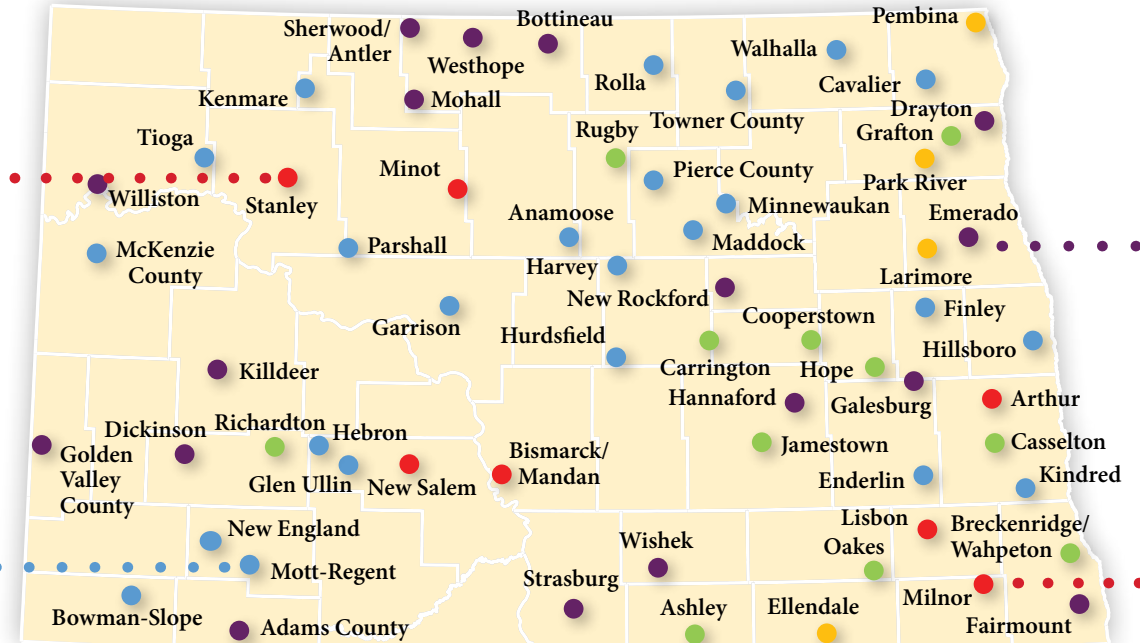 Pembina
Bottineau
Sherwood/
Antler
Westhope
Walhalla
Rolla
Cavalier
Kenmare
Mohall
Drayton
Towner County
Grafton
Rugby
Tioga
Minot
Pierce County
Park River
Williston
Stanley
Minnewaukan
Anamoose
Emerado
Maddock
McKenzie
County
Parshall
Harvey
Larimore
New Rockford
Finley
Garrison
Cooperstown
Hurdsfield
Hillsboro
Killdeer
Carrington
Hope
Hannaford
Galesburg
Arthur
Richardton
Dickinson
Hebron
Golden
Valley
County
Bismarck/
Mandan
Jamestown
Casselton
Glen Ullin
New Salem
Enderlin
Kindred
Lisbon
Breckenridge/
Wahpeton
New England
Wishek
Oakes
Mott-Regent
Strasburg
Milnor
Bowman-Slope
Adams County
Ashley
Ellendale
Fairmount